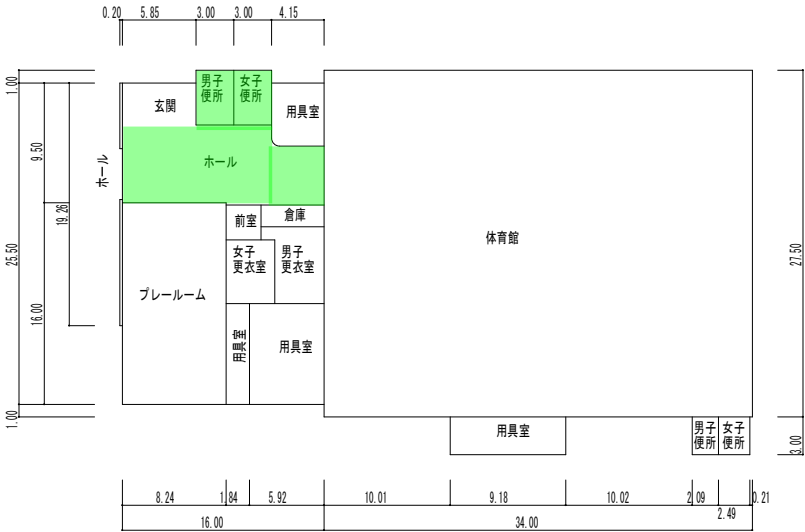 0.20 5.85 3.00 3.00 4.15
1.00
9.50
19.26
25.50
16.00
1.00
27.50
3.00
ホール
玄関
男子
便所
女子
便所
用具室
ホール
前室
倉庫
女子
更衣室
男子
更衣室
プレールーム
用具室
用具室
体育館
用具室
男子
便所
女子
便所
8.24 1.84 5.92 10.01 9.18 10.02 2.09 0.21
2.49
16.00 34.00